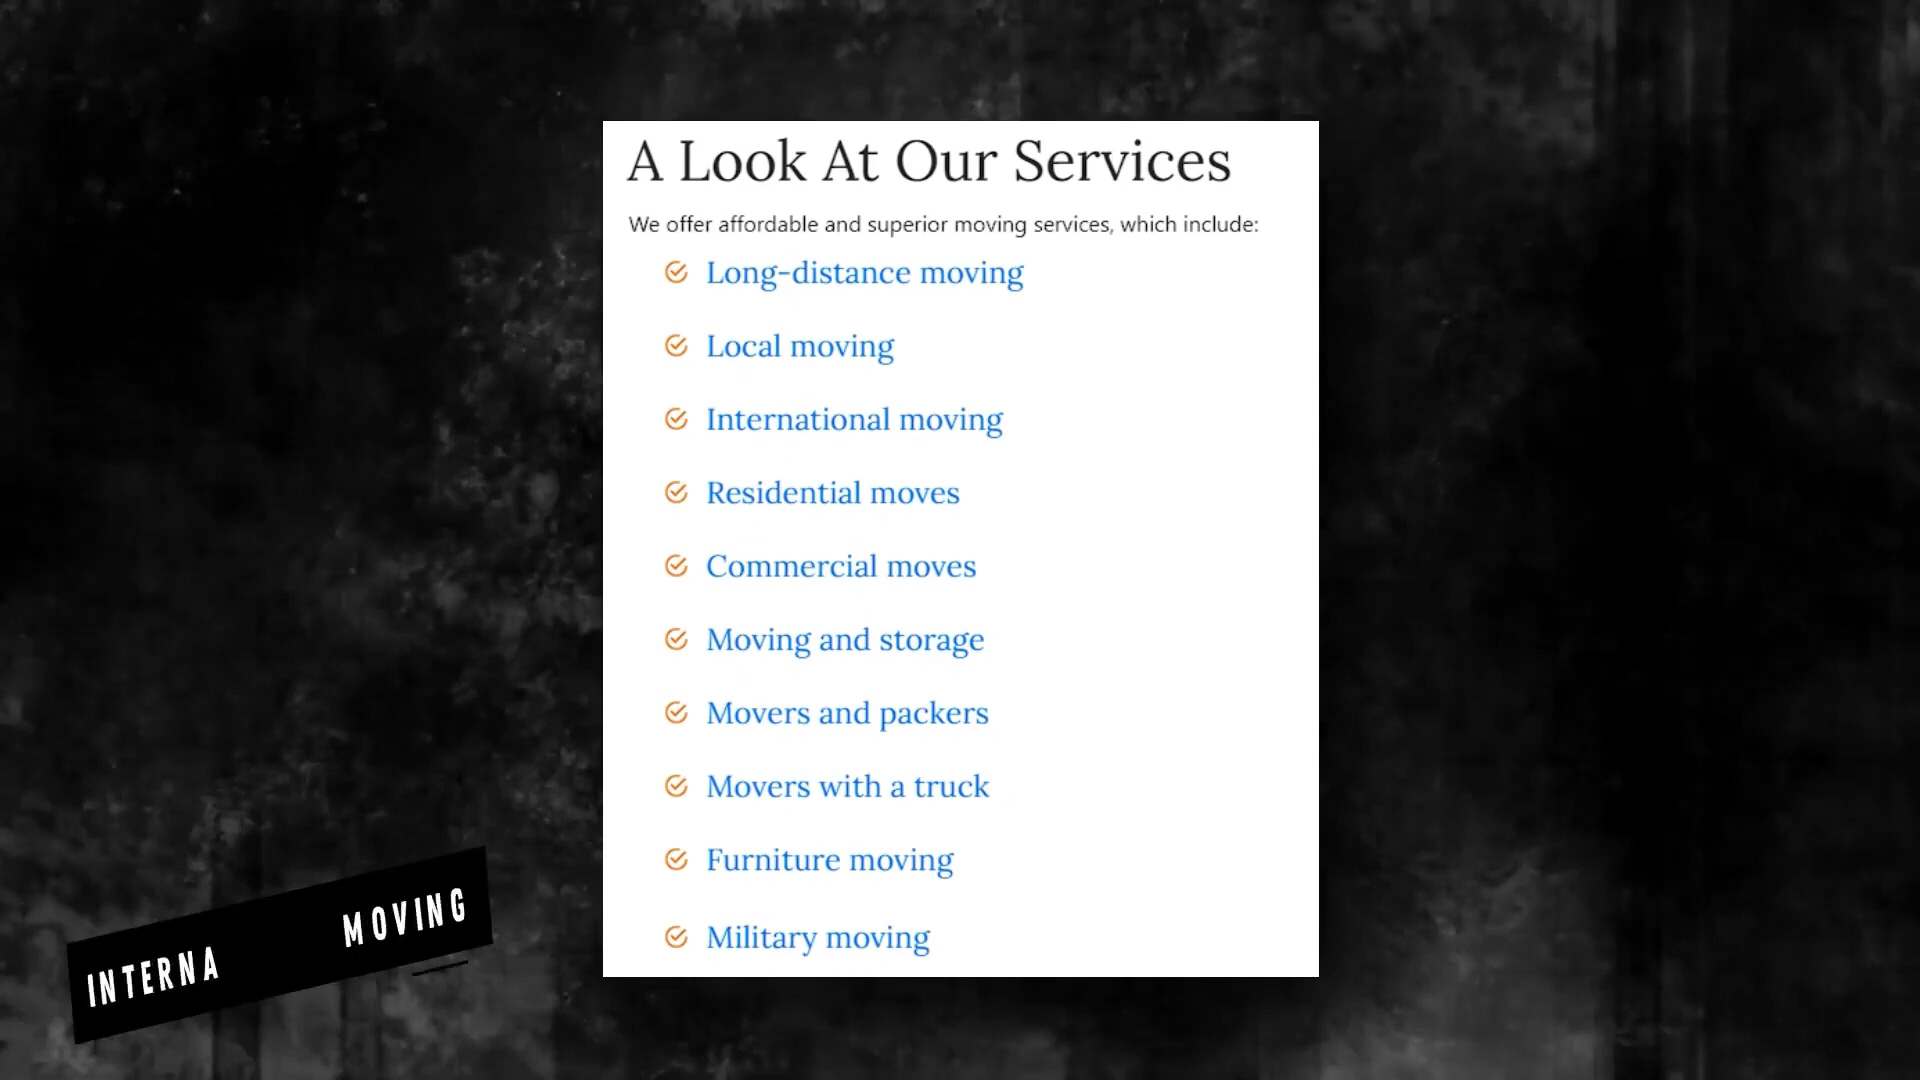 A Look At Our Services
We offer affordable and superior moving services, which include:
Long-distance moving
Local moving
International moving
Residential moves
Commercial moves
Moving and storage
Movers and packers
Movers with a truck
Furniture moving
Military moving
INTERNA MOVING